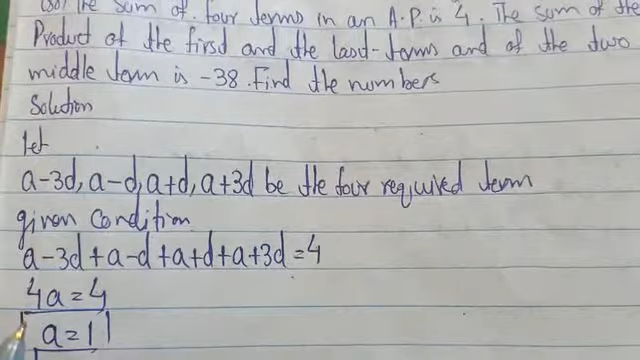 The sum of four terms in an A.P. is 4. The sum of the
Product of the first and the last-terms and of the two
middle term is -38. Find the numbers
Solution
let
a-3d, a-d, a+d, a+3d be the four required term
given condition
a-3d+a-d+a+d+a+3d=4
4a=4
a=1